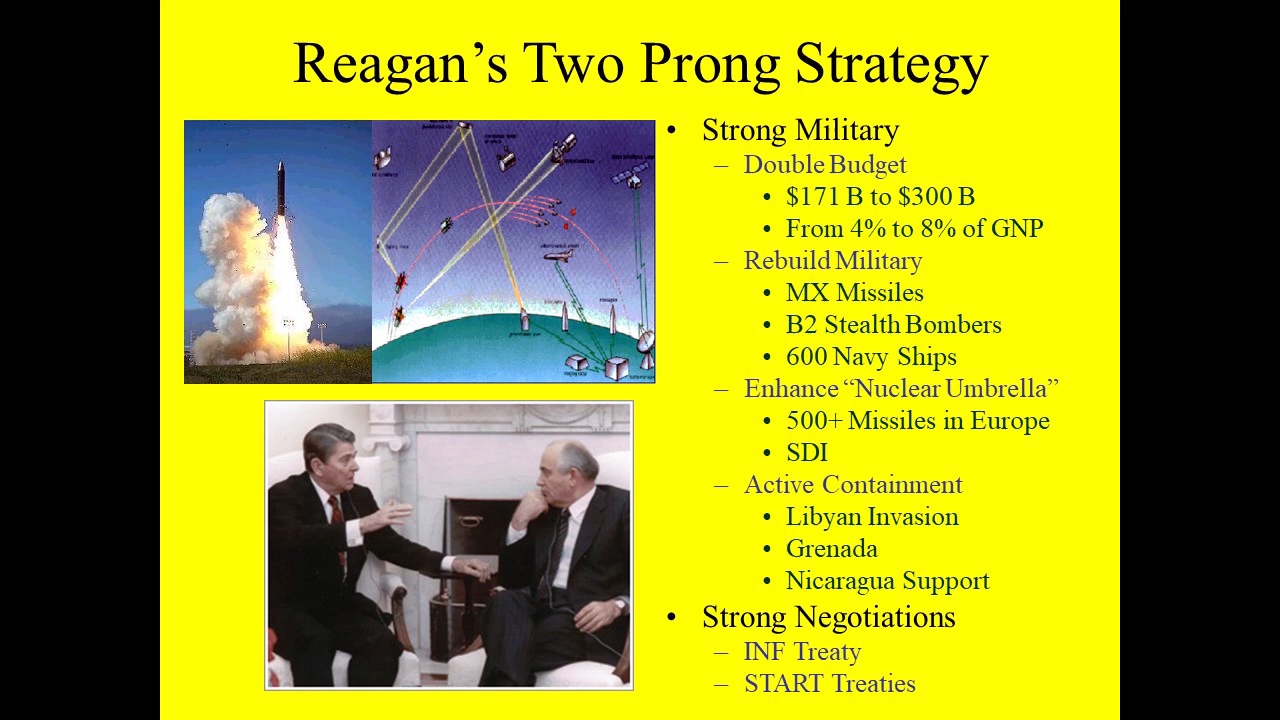 Reagan’s Two Prong Strategy
• Strong Military
– Double Budget
• $171 B to $300 B
• From 4% to 8% of GNP
– Rebuild Military
• MX Missiles
• B2 Stealth Bombers
• 600 Navy Ships
– Enhance “Nuclear Umbrella”
• 500+ Missiles in Europe
• SDI
– Active Containment
• Libyan Invasion
• Grenada
• Nicaragua Support
• Strong Negotiations
– INF Treaty
– START Treaties